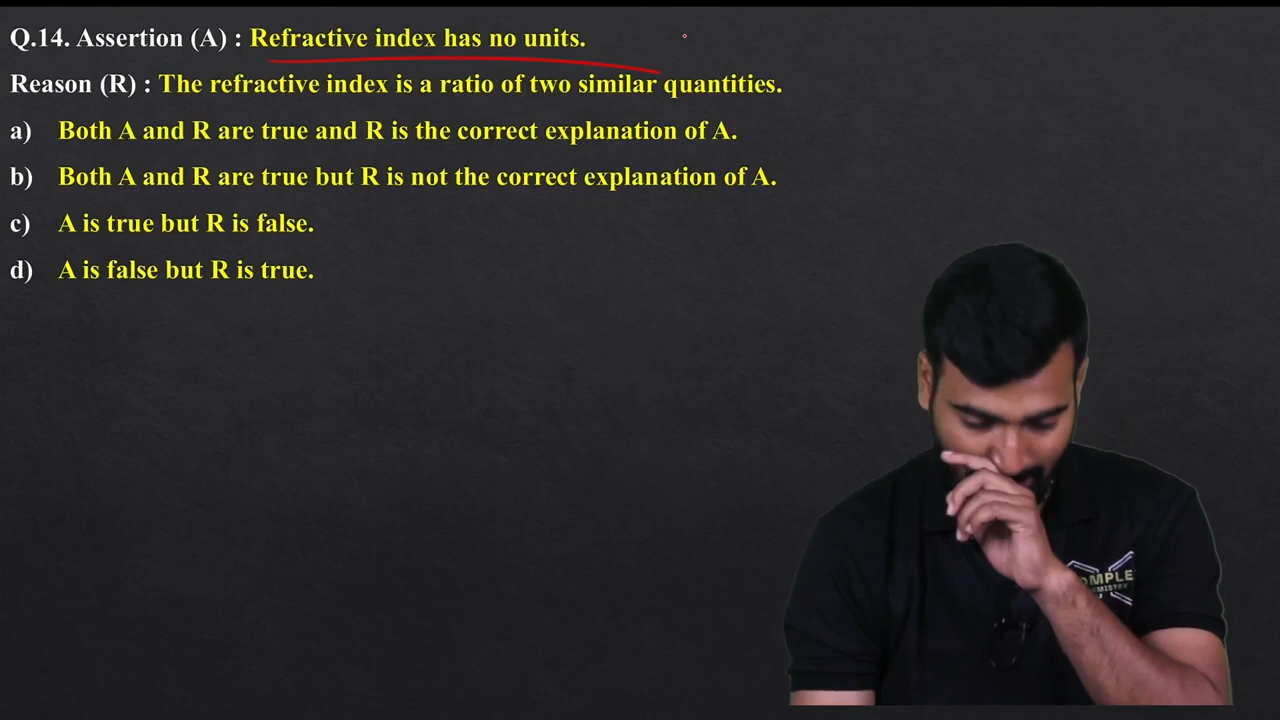 Q.14. Assertion (A) : Refractive index has no units.
Reason (R) : The refractive index is a ratio of two similar quantities.
a) Both A and R are true and R is the correct explanation of A.
b) Both A and R are true but R is not the correct explanation of A.
c) A is true but R is false.
d) A is false but R is true.